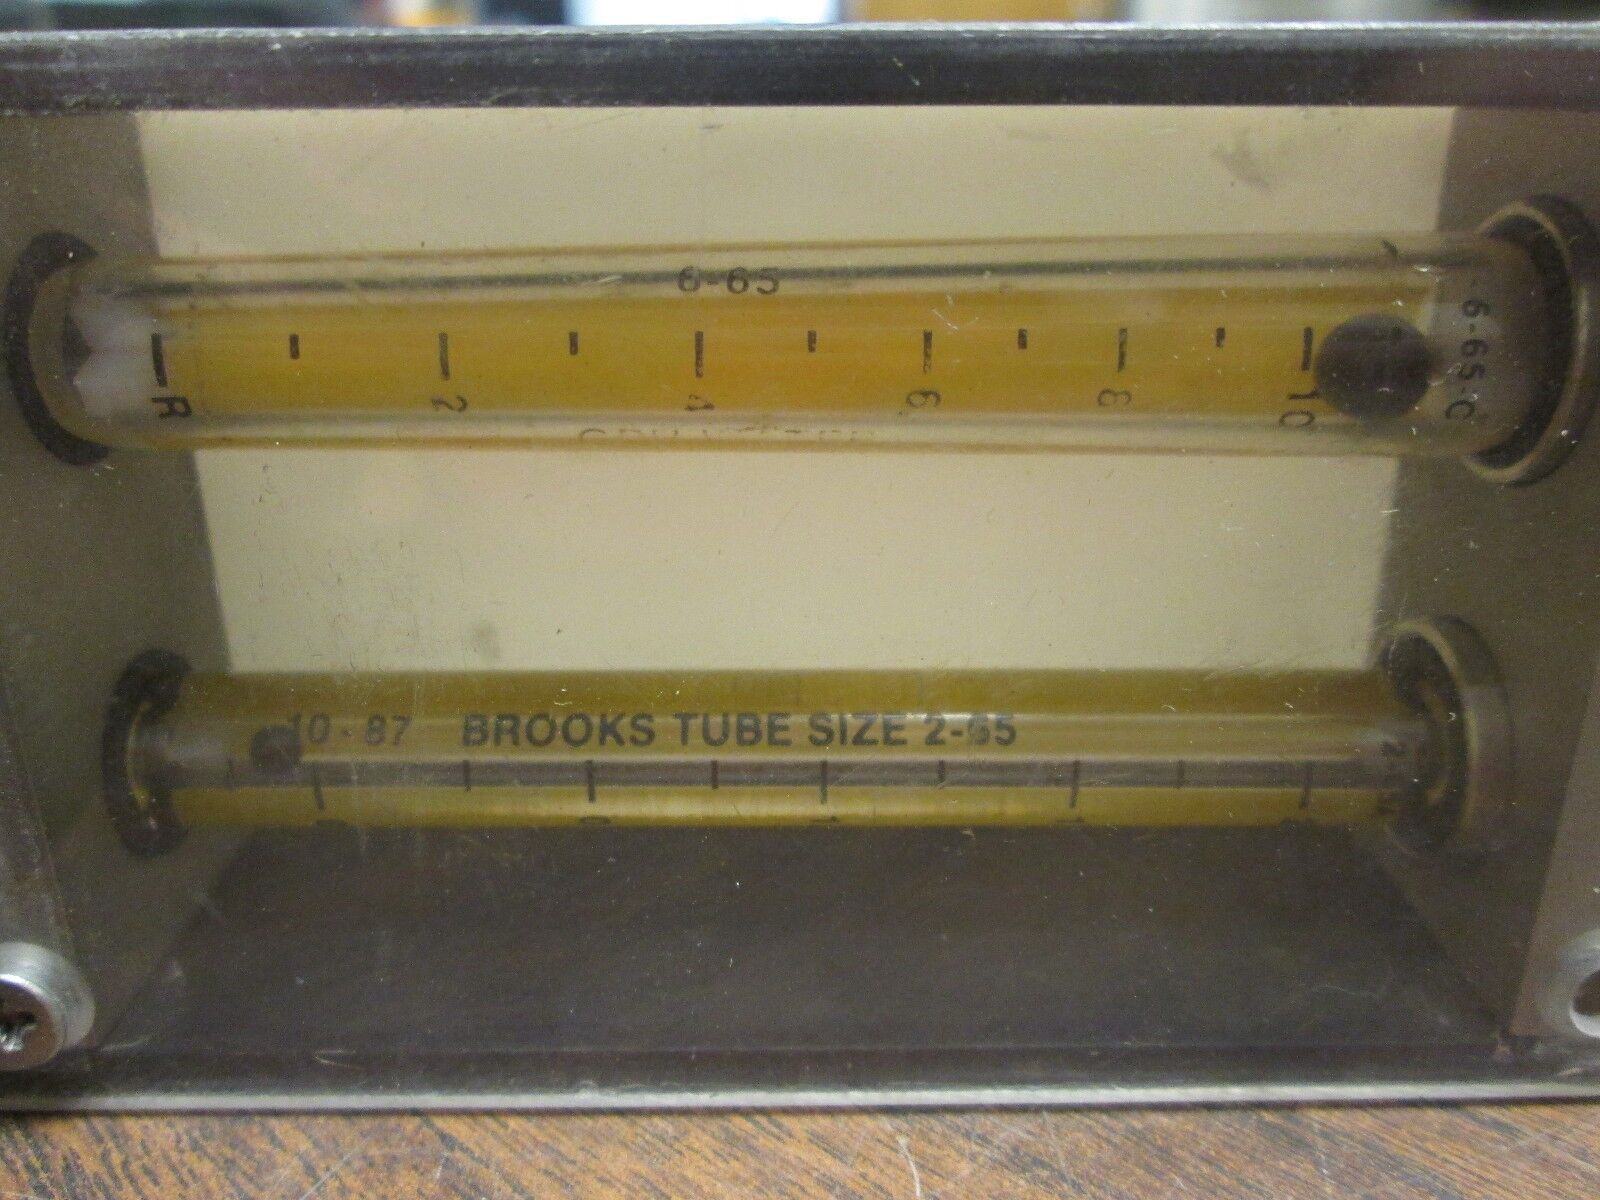 6-65
R 2 4 6 8 10
6-65-C
10-87 BROOKS TUBE SIZE 2-65